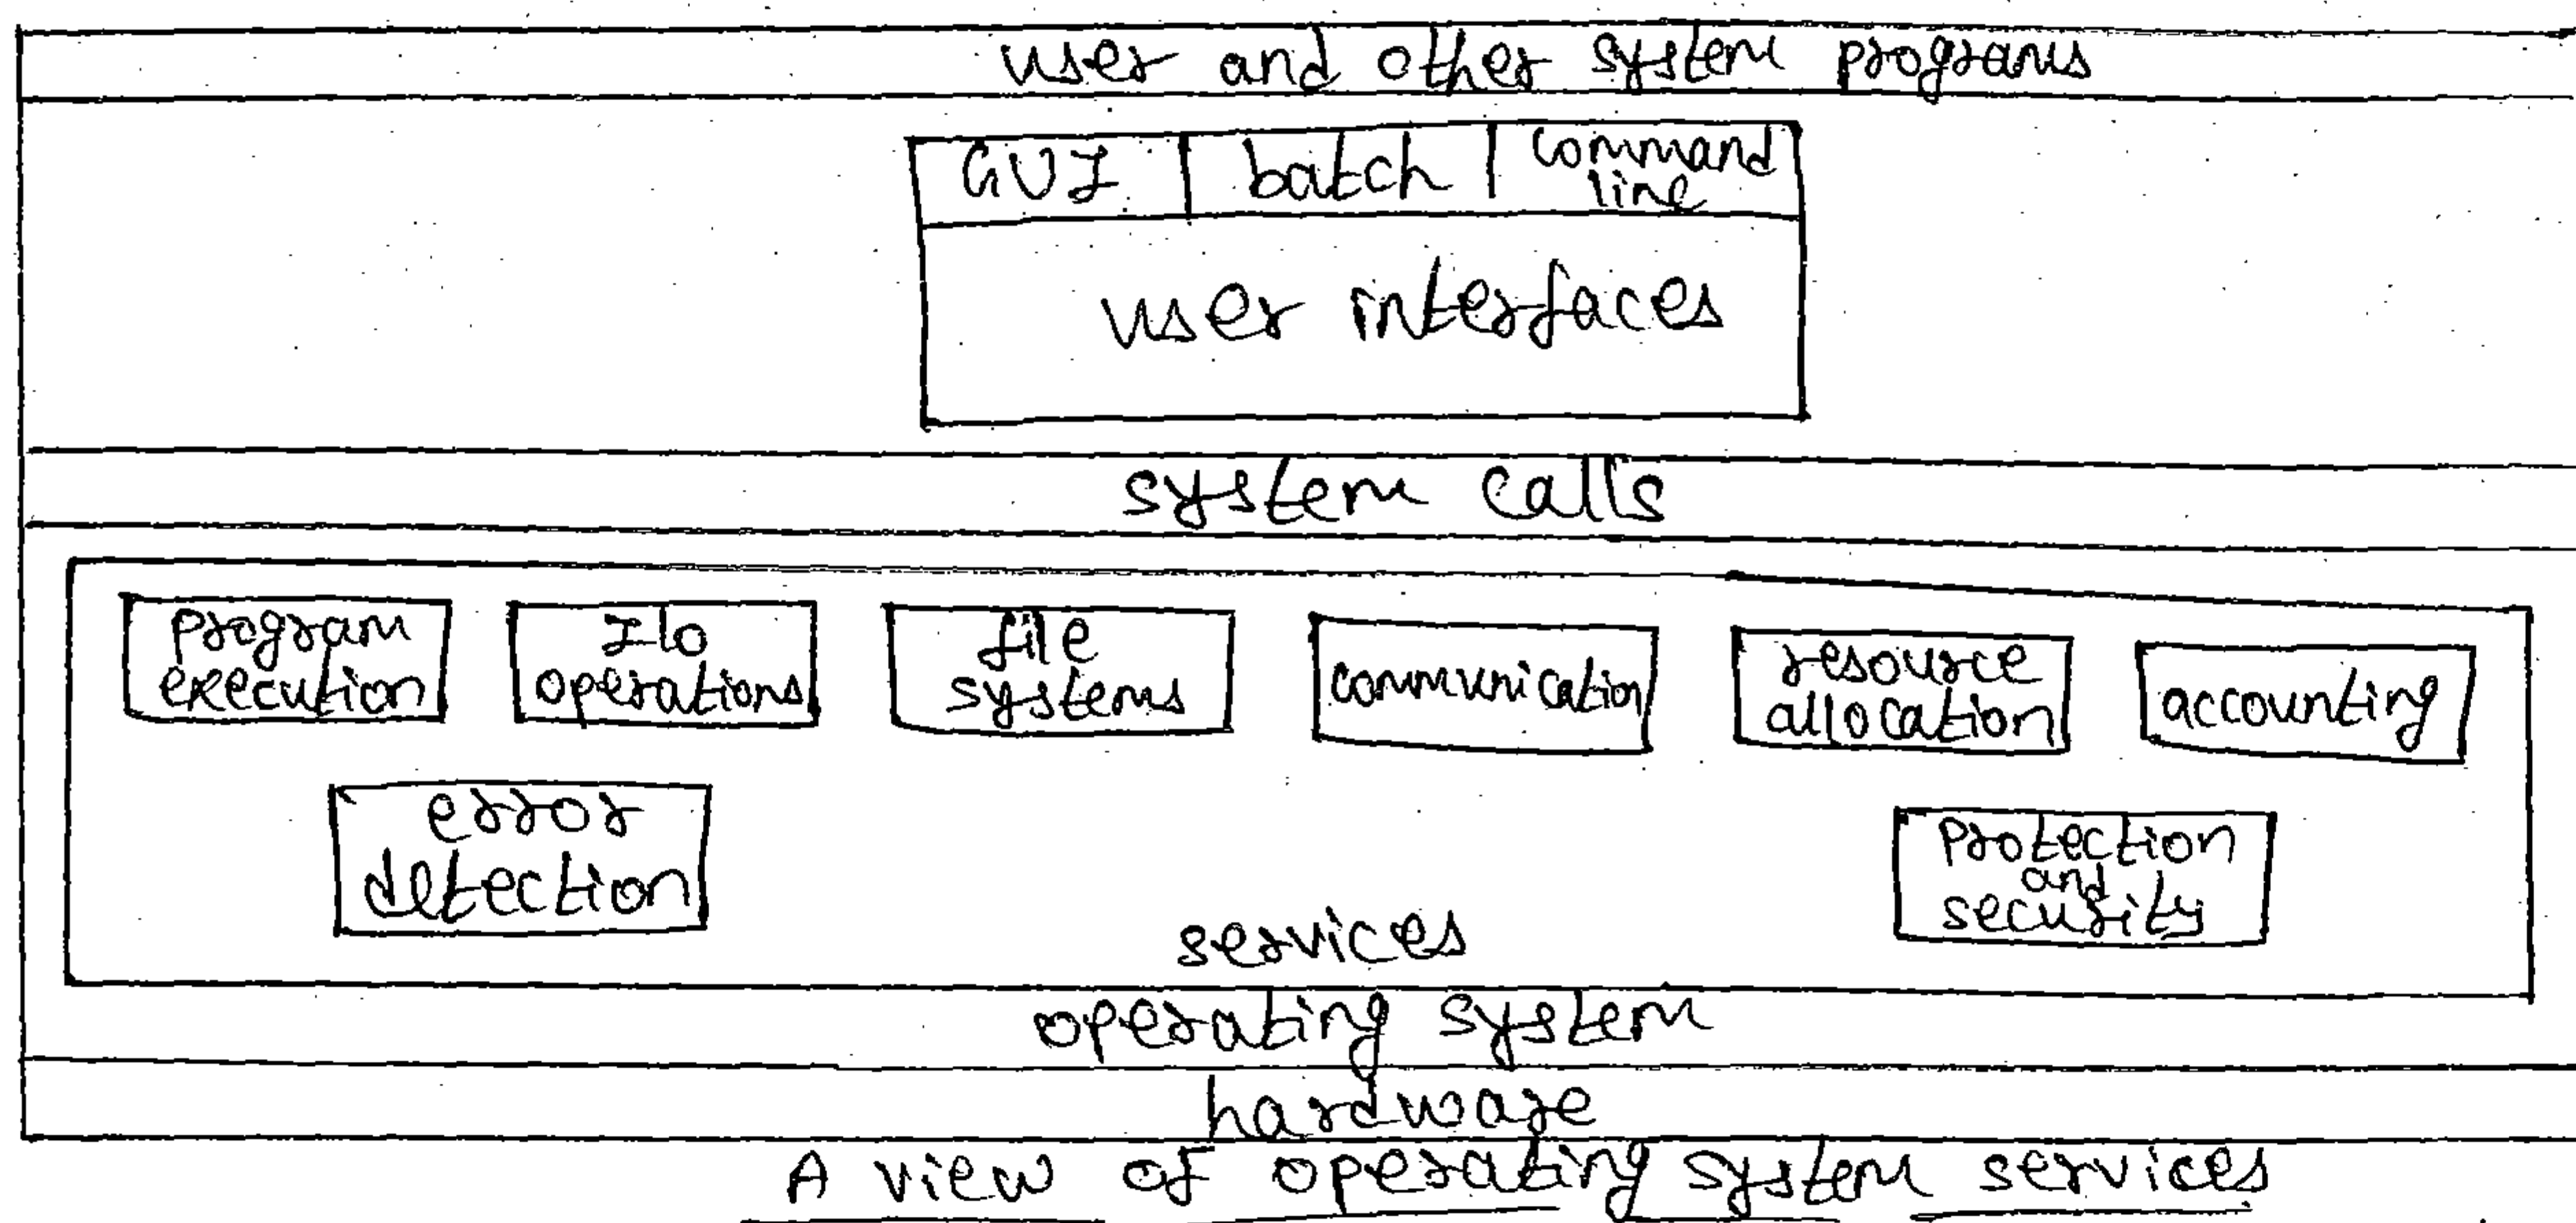 user and other system programs
GUI batch command
line
user interfaces
system calls
program
execution
I/o
operations
file
systems
communication
resource
allocation
accounting
error
detection
protection
and
security
services
operating system
hardware
A view of operating system services